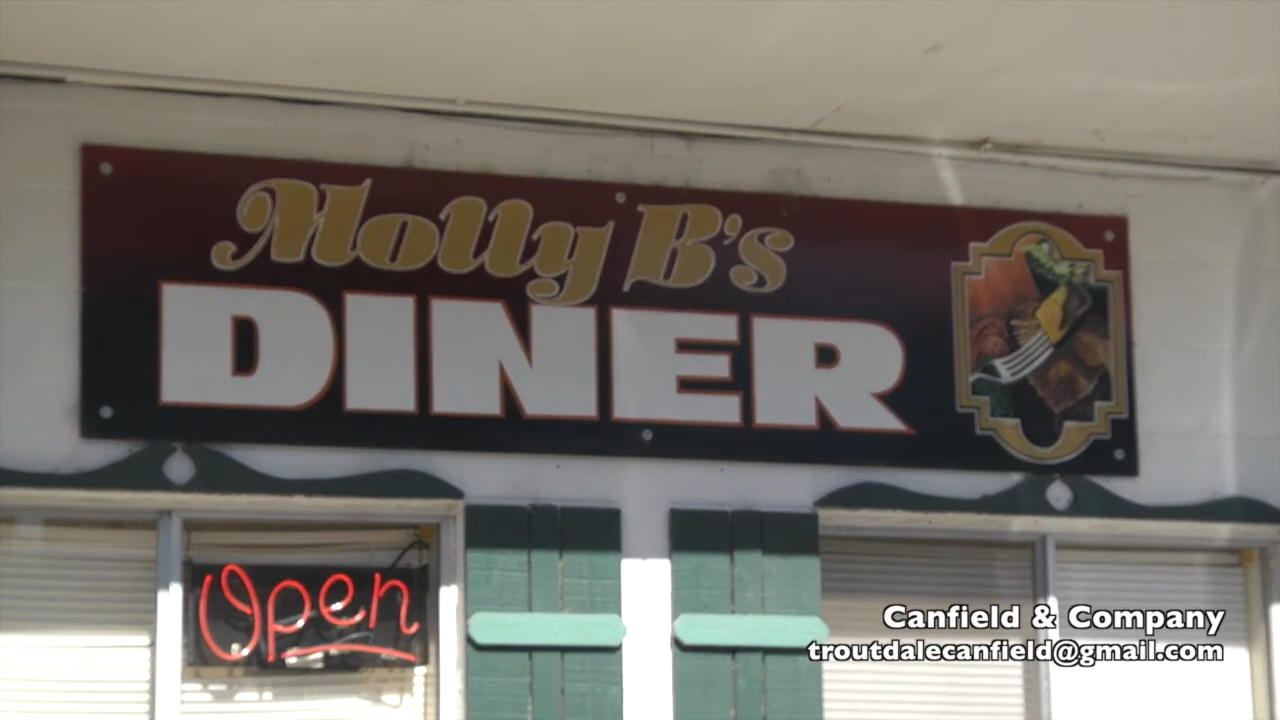 Molly B's
DINER
Open
Canfield & Company
troutdalecanfield@gmail.com